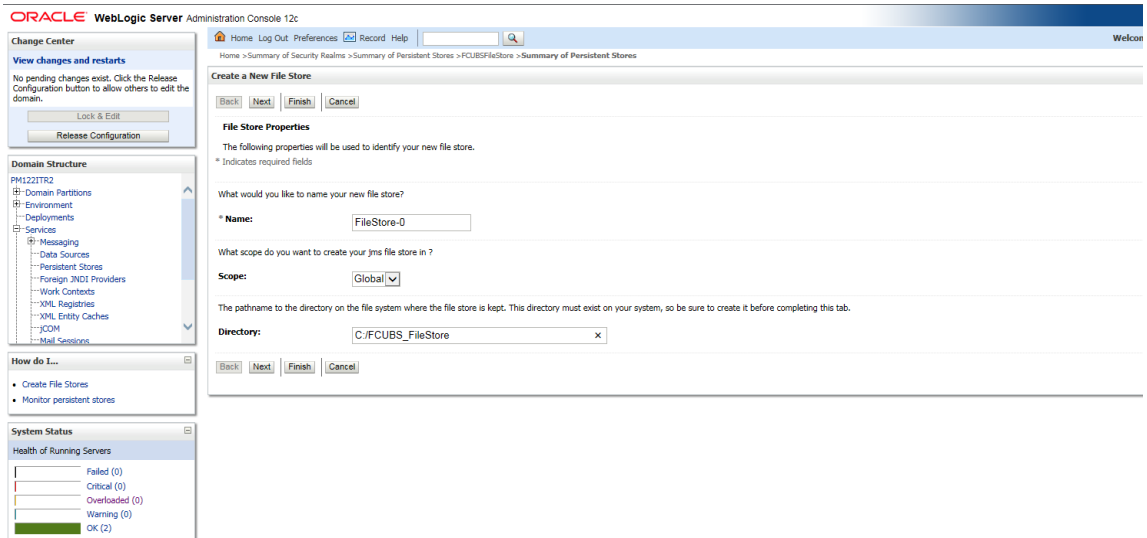 ORACLE WebLogic Server Administration Console 12c
Change Center
View changes and restarts
No pending changes exist. Click the Release
Configuration button to allow others to edit the
domain.
Lock & Edit
Release Configuration
Domain Structure
PM122ITR2
Domain Partitions
Environment
Deployments
Services
Messaging
Data Sources
Persistent Stores
Foreign JNDI Providers
Work Contexts
XML Registries
XML Entity Caches
jCOM
Mail Sessions
How do I...
Create File Stores
Monitor persistent stores
System Status
Health of Running Servers
Failed (0)
Critical (0)
Overloaded (0)
Warning (0)
OK (2)
Home Log Out Preferences Record Help
Welcom
Home >Summary of Security Realms >Summary of Persistent Stores >FCUBSFileStore >Summary of Persistent Stores
Create a New File Store
Back Next Finish Cancel
File Store Properties
The following properties will be used to identify your new file store.
* Indicates required fields
What would you like to name your new file store?
* Name: FileStore-0
What scope do you want to create your jms file store in ?
Scope: Global
The pathname to the directory on the file system where the file store is kept. This directory must exist on your system, so be sure to create it before completing this tab.
Directory: C:/FCUBS_FileStore ×
Back Next Finish Cancel